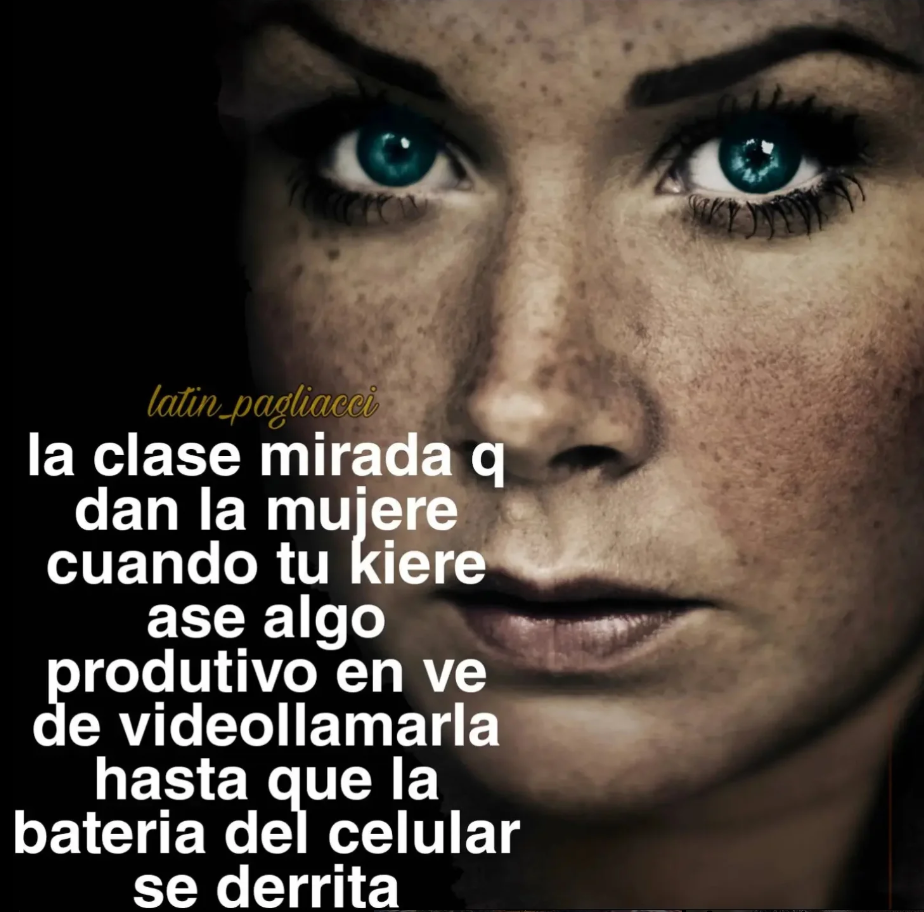 latin_pagliacci
la clase mirada q
dan la mujere
cuando tu kiere
ase algo
produtivo en ve
de videollamarla
hasta que la
bateria del celular
se derrita